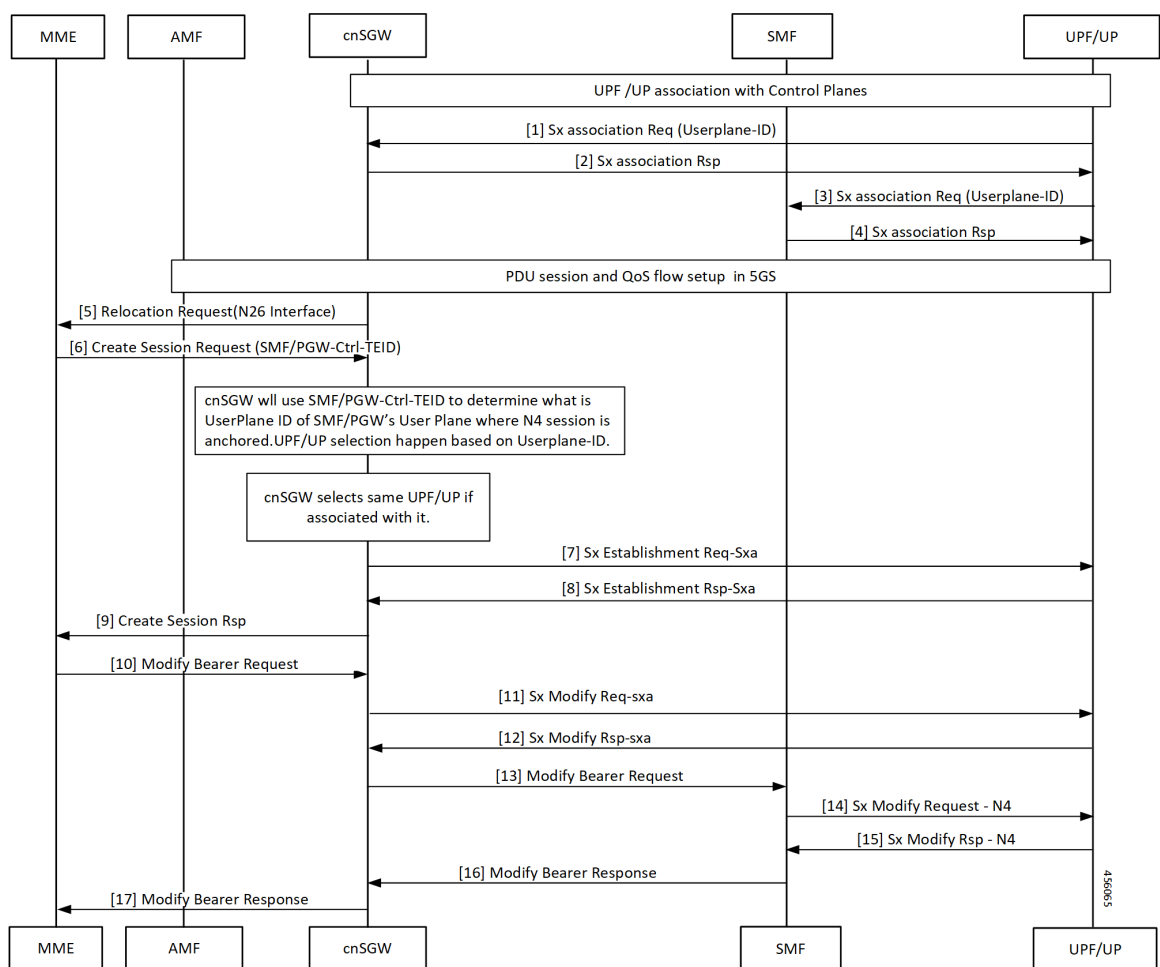 MME
AMF
cnSGW
SMF
UPF/UP
UPF /UP association with Control Planes
[1] Sx association Req (Userplane-ID)
[2] Sx association Rsp
[3] Sx association Req (Userplane-ID)
[4] Sx association Rsp
PDU session and QoS flow setup in 5GS
[5] Relocation Request(N26 Interface)
[6] Create Session Request (SMF/PGW-Ctrl-TEID)
cnSGW wll use SMF/PGW-Ctrl-TEID to determine what is
UserPlane ID of SMF/PGW's User Plane where N4 session is
anchored.UPF/UP selection happen based on Userplane-ID.
cnSGW selects same UPF/UP if
associated with it.
[7] Sx Establishment Req-Sxa
[8] Sx Establishment Rsp-Sxa
[9] Create Session Rsp
[10] Modify Bearer Request
[11] Sx Modify Req-sxa
[12] Sx Modify Rsp-sxa
[13] Modify Bearer Request
[14] Sx Modify Request - N4
[15] Sx Modify Rsp - N4
[16] Modify Bearer Response
[17] Modify Bearer Response
456065
MME
AMF
cnSGW
SMF
UPF/UP